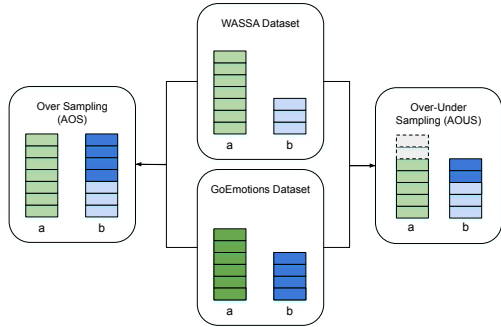 WASSA Dataset
a b
Over Sampling
(AOS)
a b
Over-Under
Sampling (AOUS)
a b
GoEmotions Dataset
a b